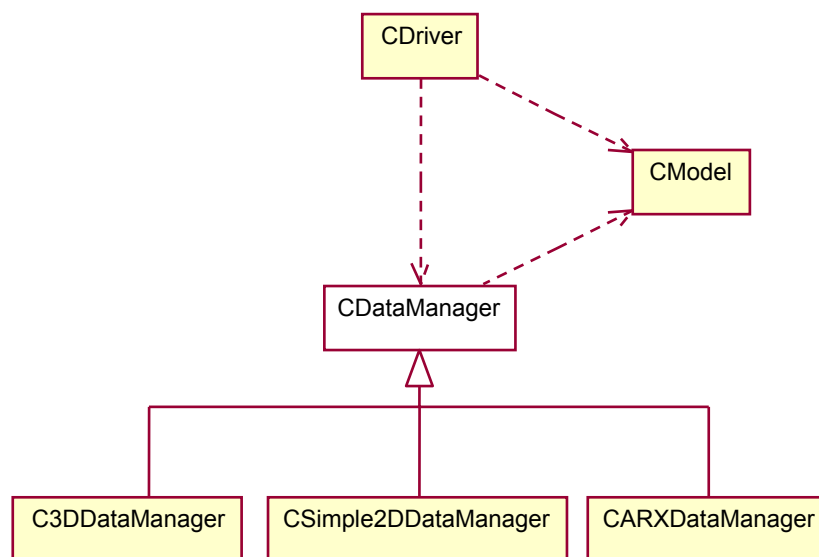 CDriver
CModel
CDataManager
C3DDataManager
CSimple2DDataManager
CARXDataManager